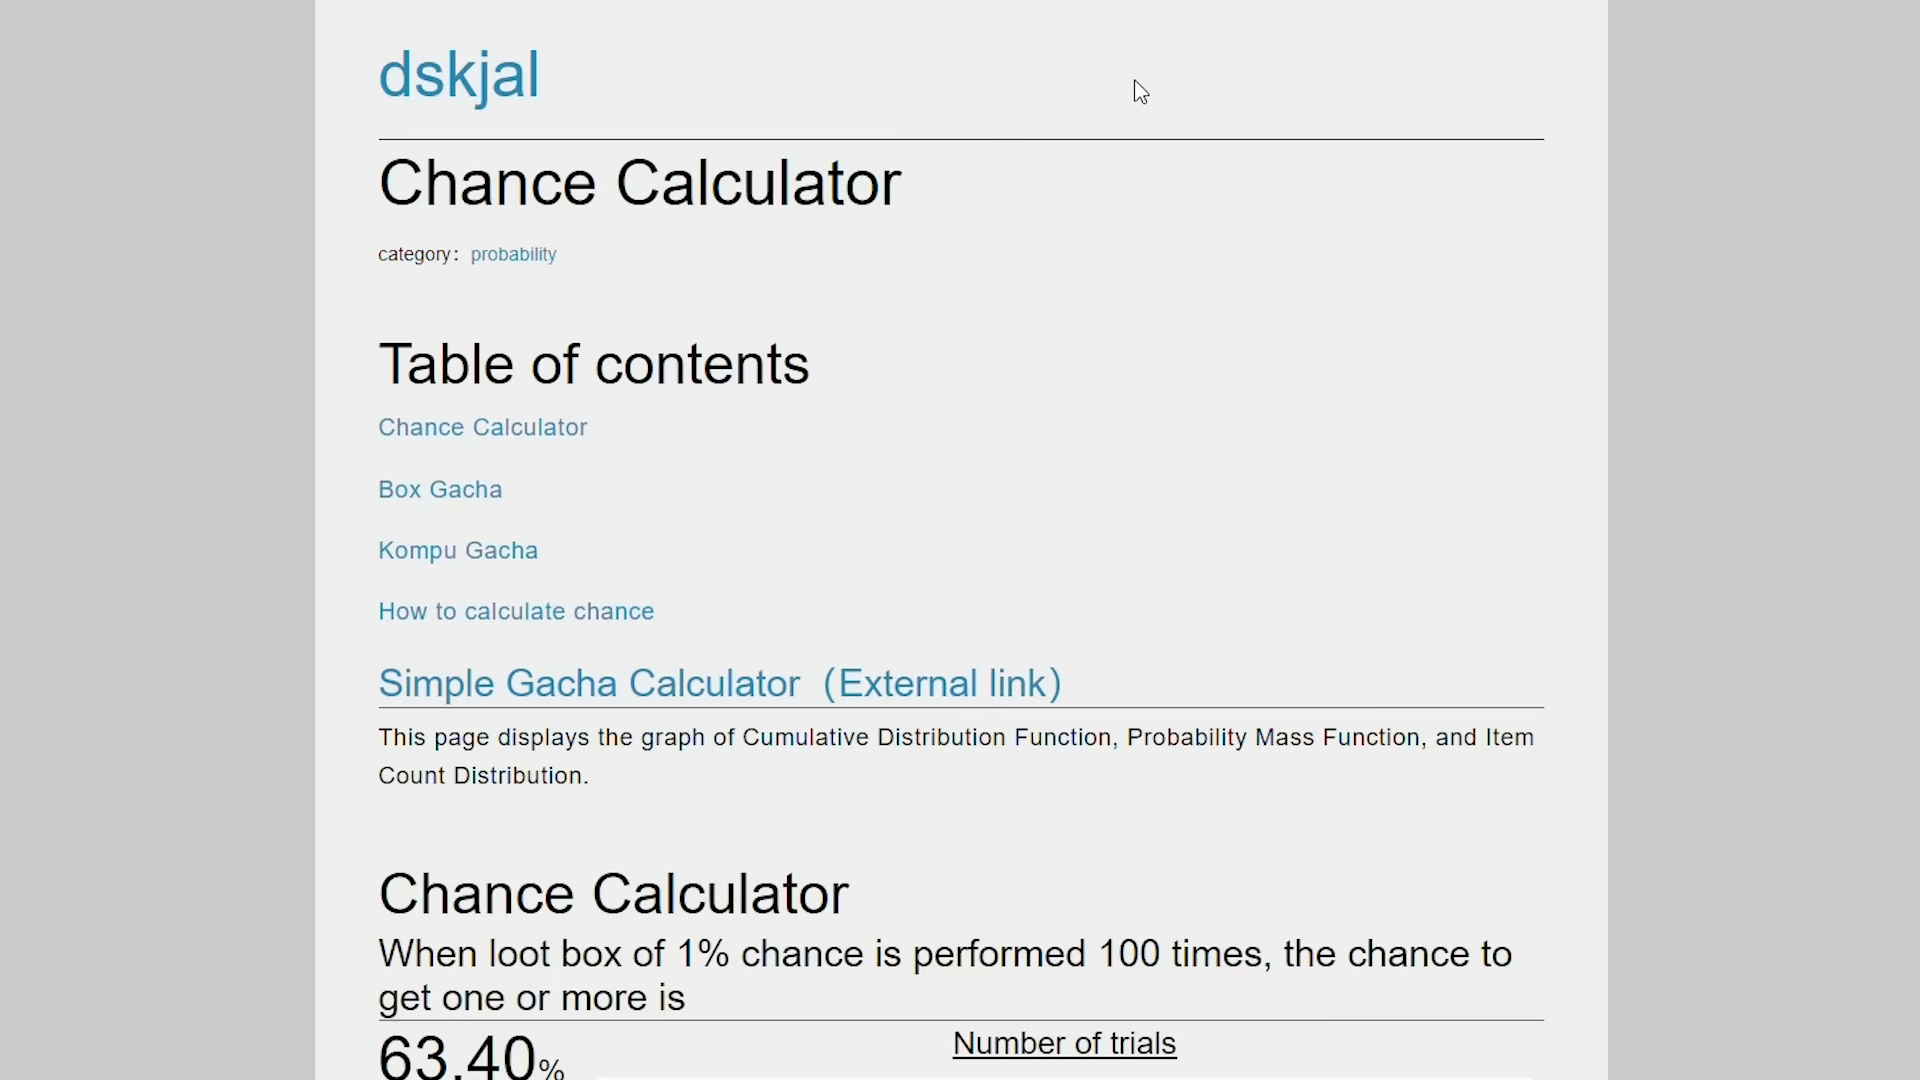 dskjal
Chance Calculator
category: probability
Table of contents
Chance Calculator
Box Gacha
Kompu Gacha
How to calculate chance
Simple Gacha Calculator（External link）
This page displays the graph of Cumulative Distribution Function, Probability Mass Function, and Item
Count Distribution.
Chance Calculator
When loot box of 1% chance is performed 100 times, the chance to
get one or more is
63.40%
Number of trials